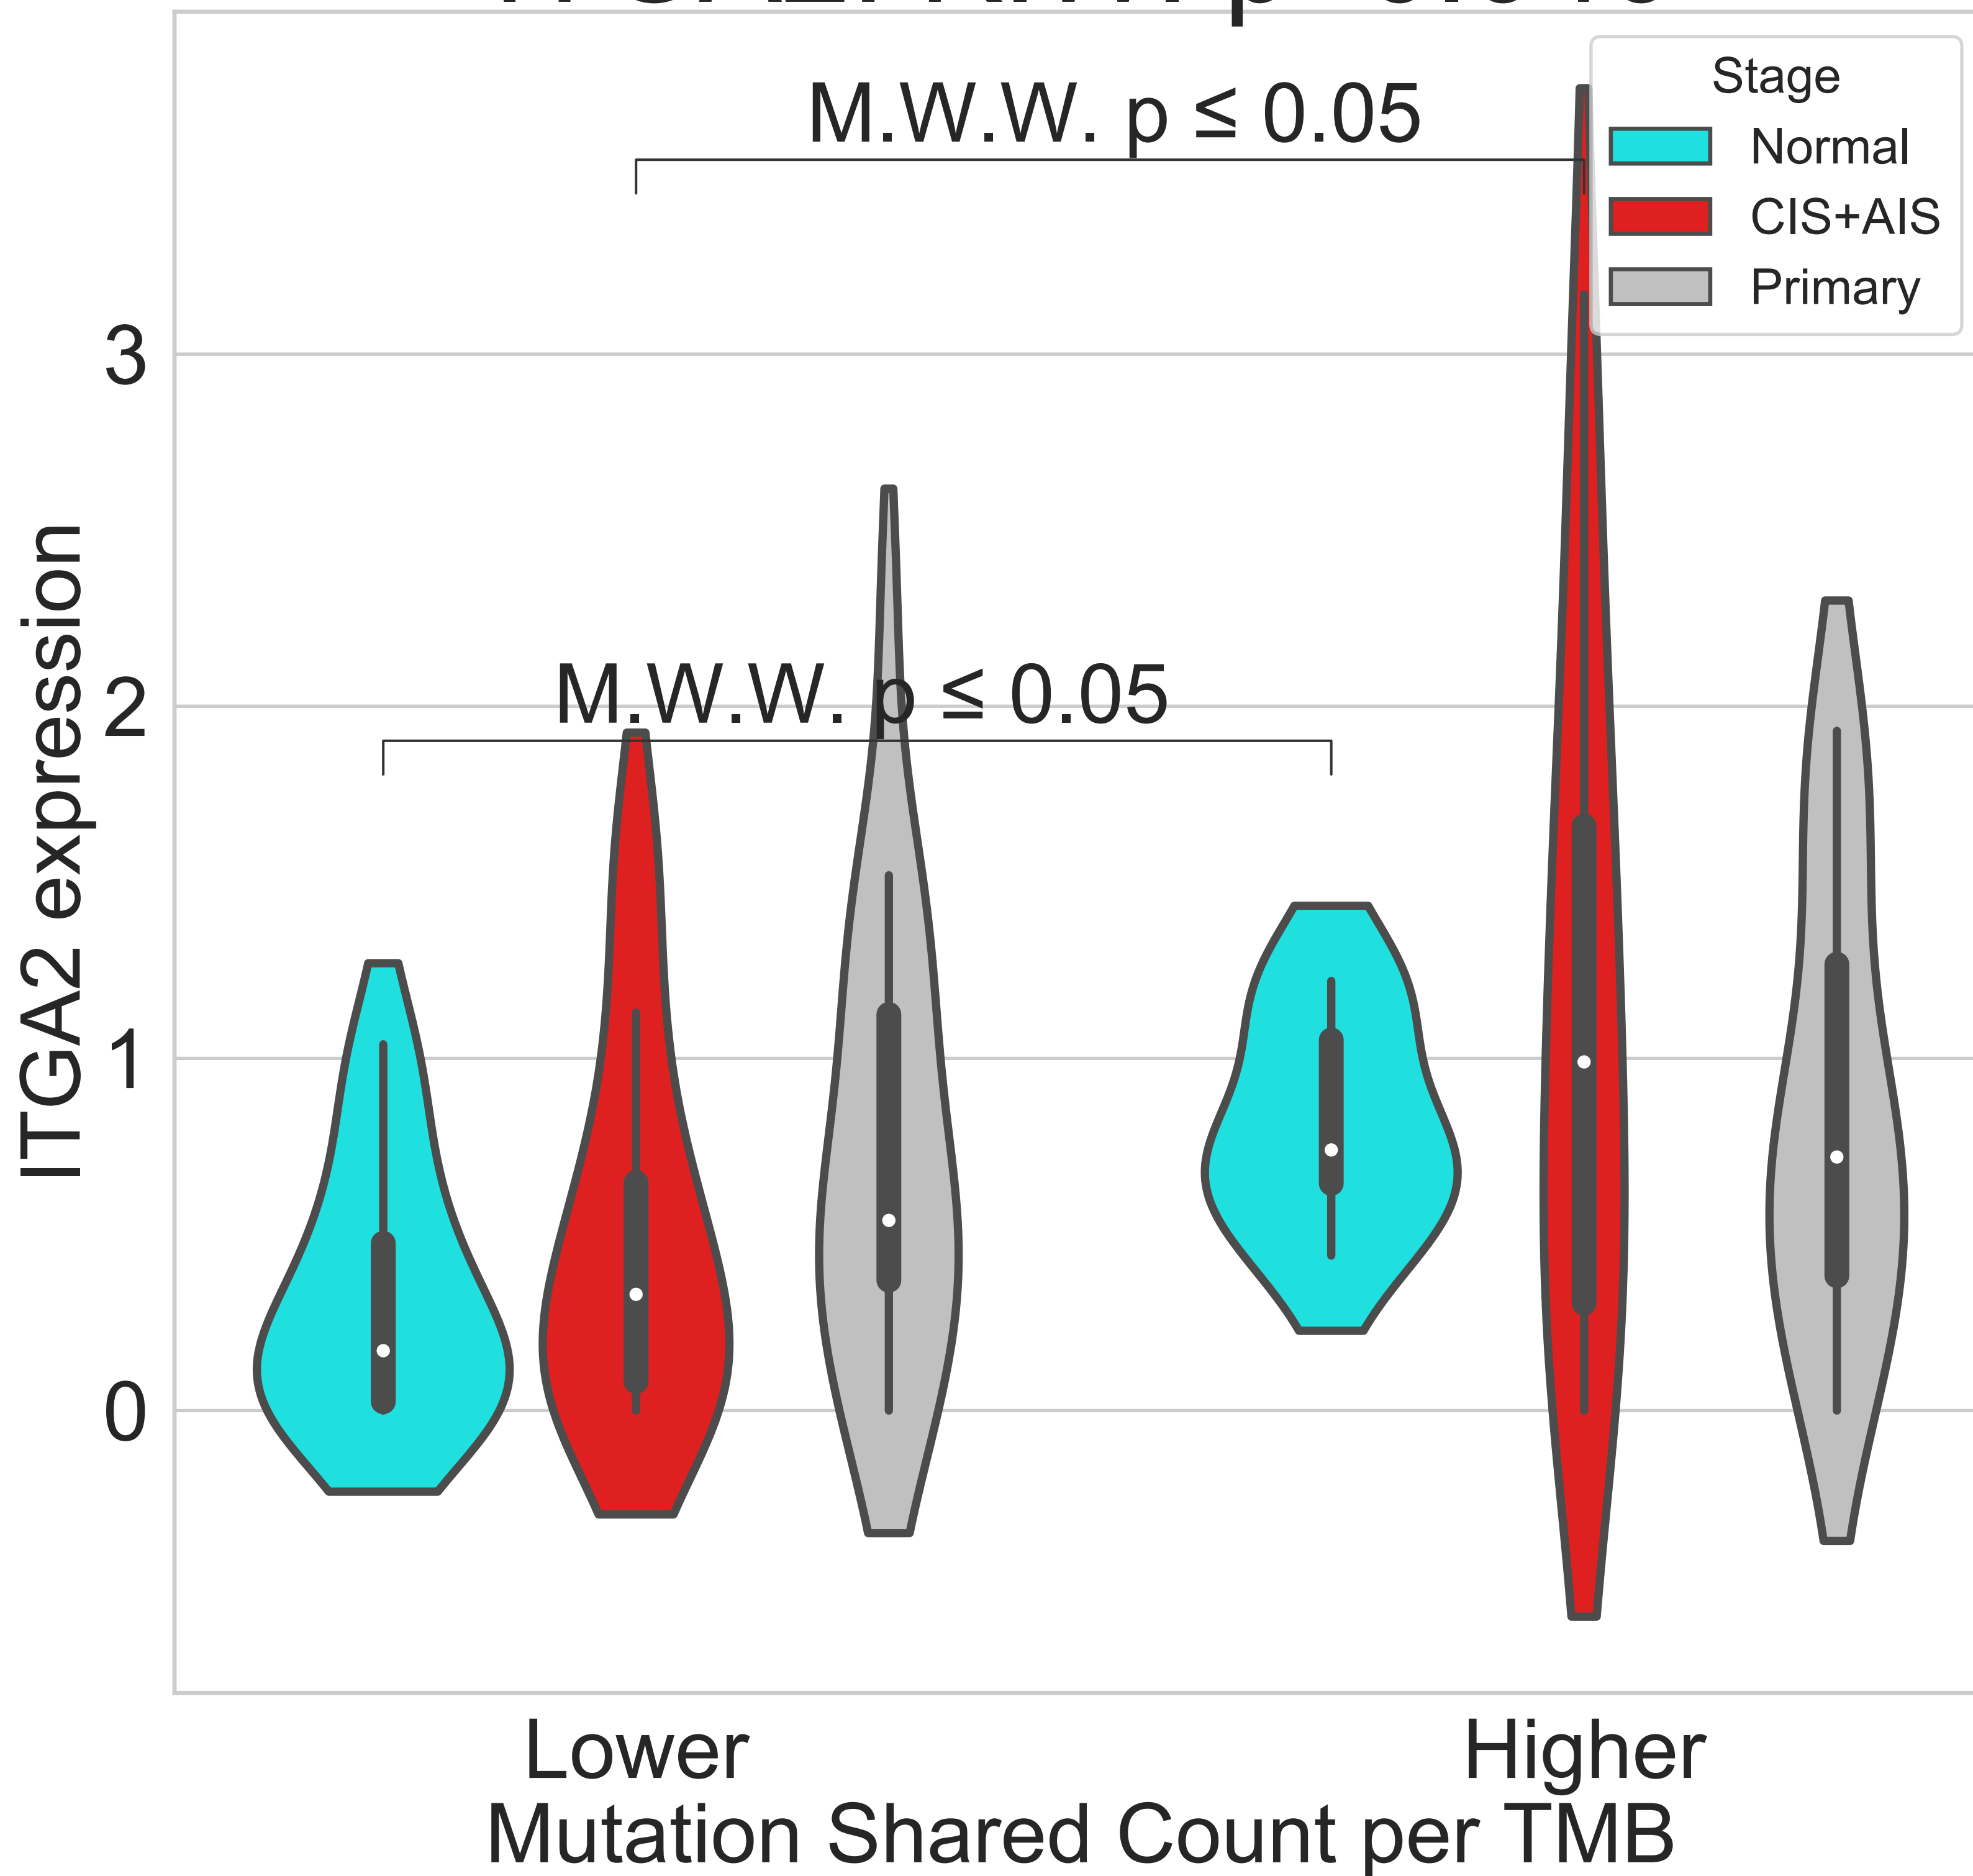 M.W.W. p ≤ 0.05
Stage
Normal
CIS+AIS
Primary
3
M.W.W. p ≤ 0.05
2
ITGA2 expression
1
0
Lower
Higher
Mutation Shared Count per TMB